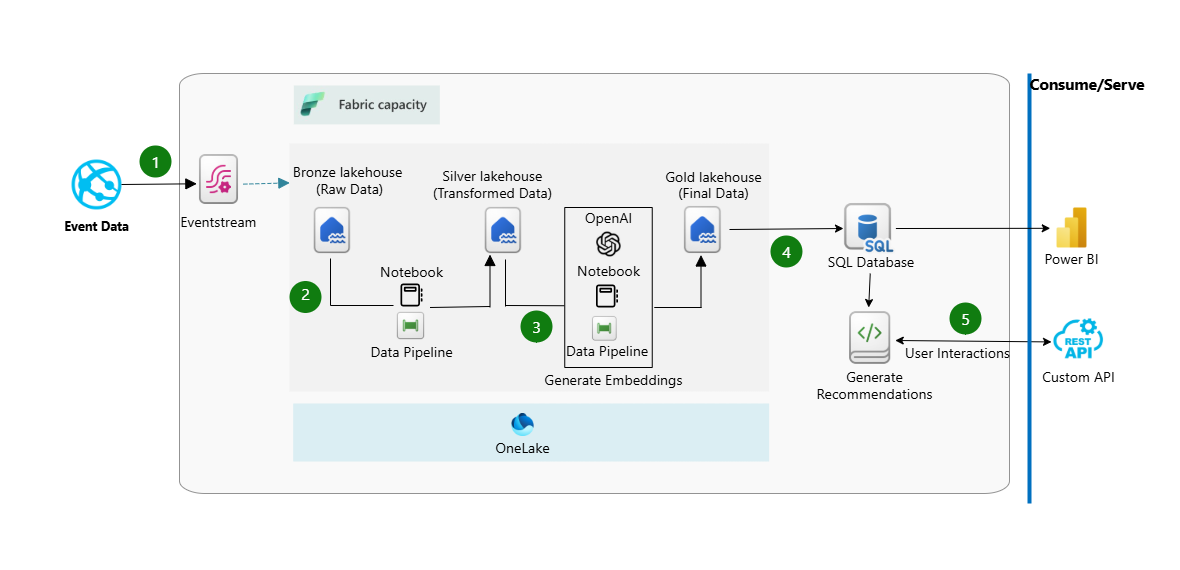 Consume/Serve
Fabric capacity
1
Event Data
Eventstream
Bronze lakehouse
(Raw Data)
2
Notebook
Data Pipeline
Silver lakehouse
(Transformed Data)
3
OpenAI
Notebook
Data Pipeline
Generate Embeddings
Gold lakehouse
(Final Data)
4
SQL
SQL Database
Power BI
Generate
Recommendations
5
User Interactions
REST
API
Custom API
OneLake